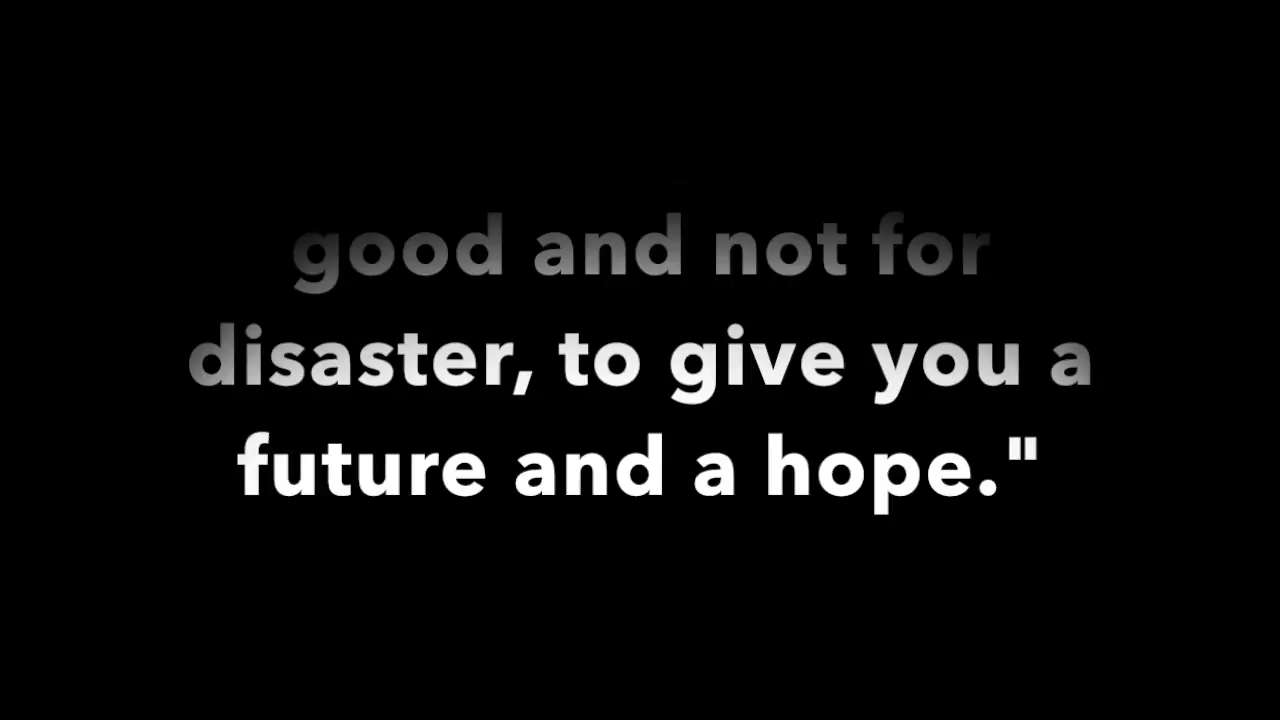 good and not for
disaster, to give you a
future and a hope."